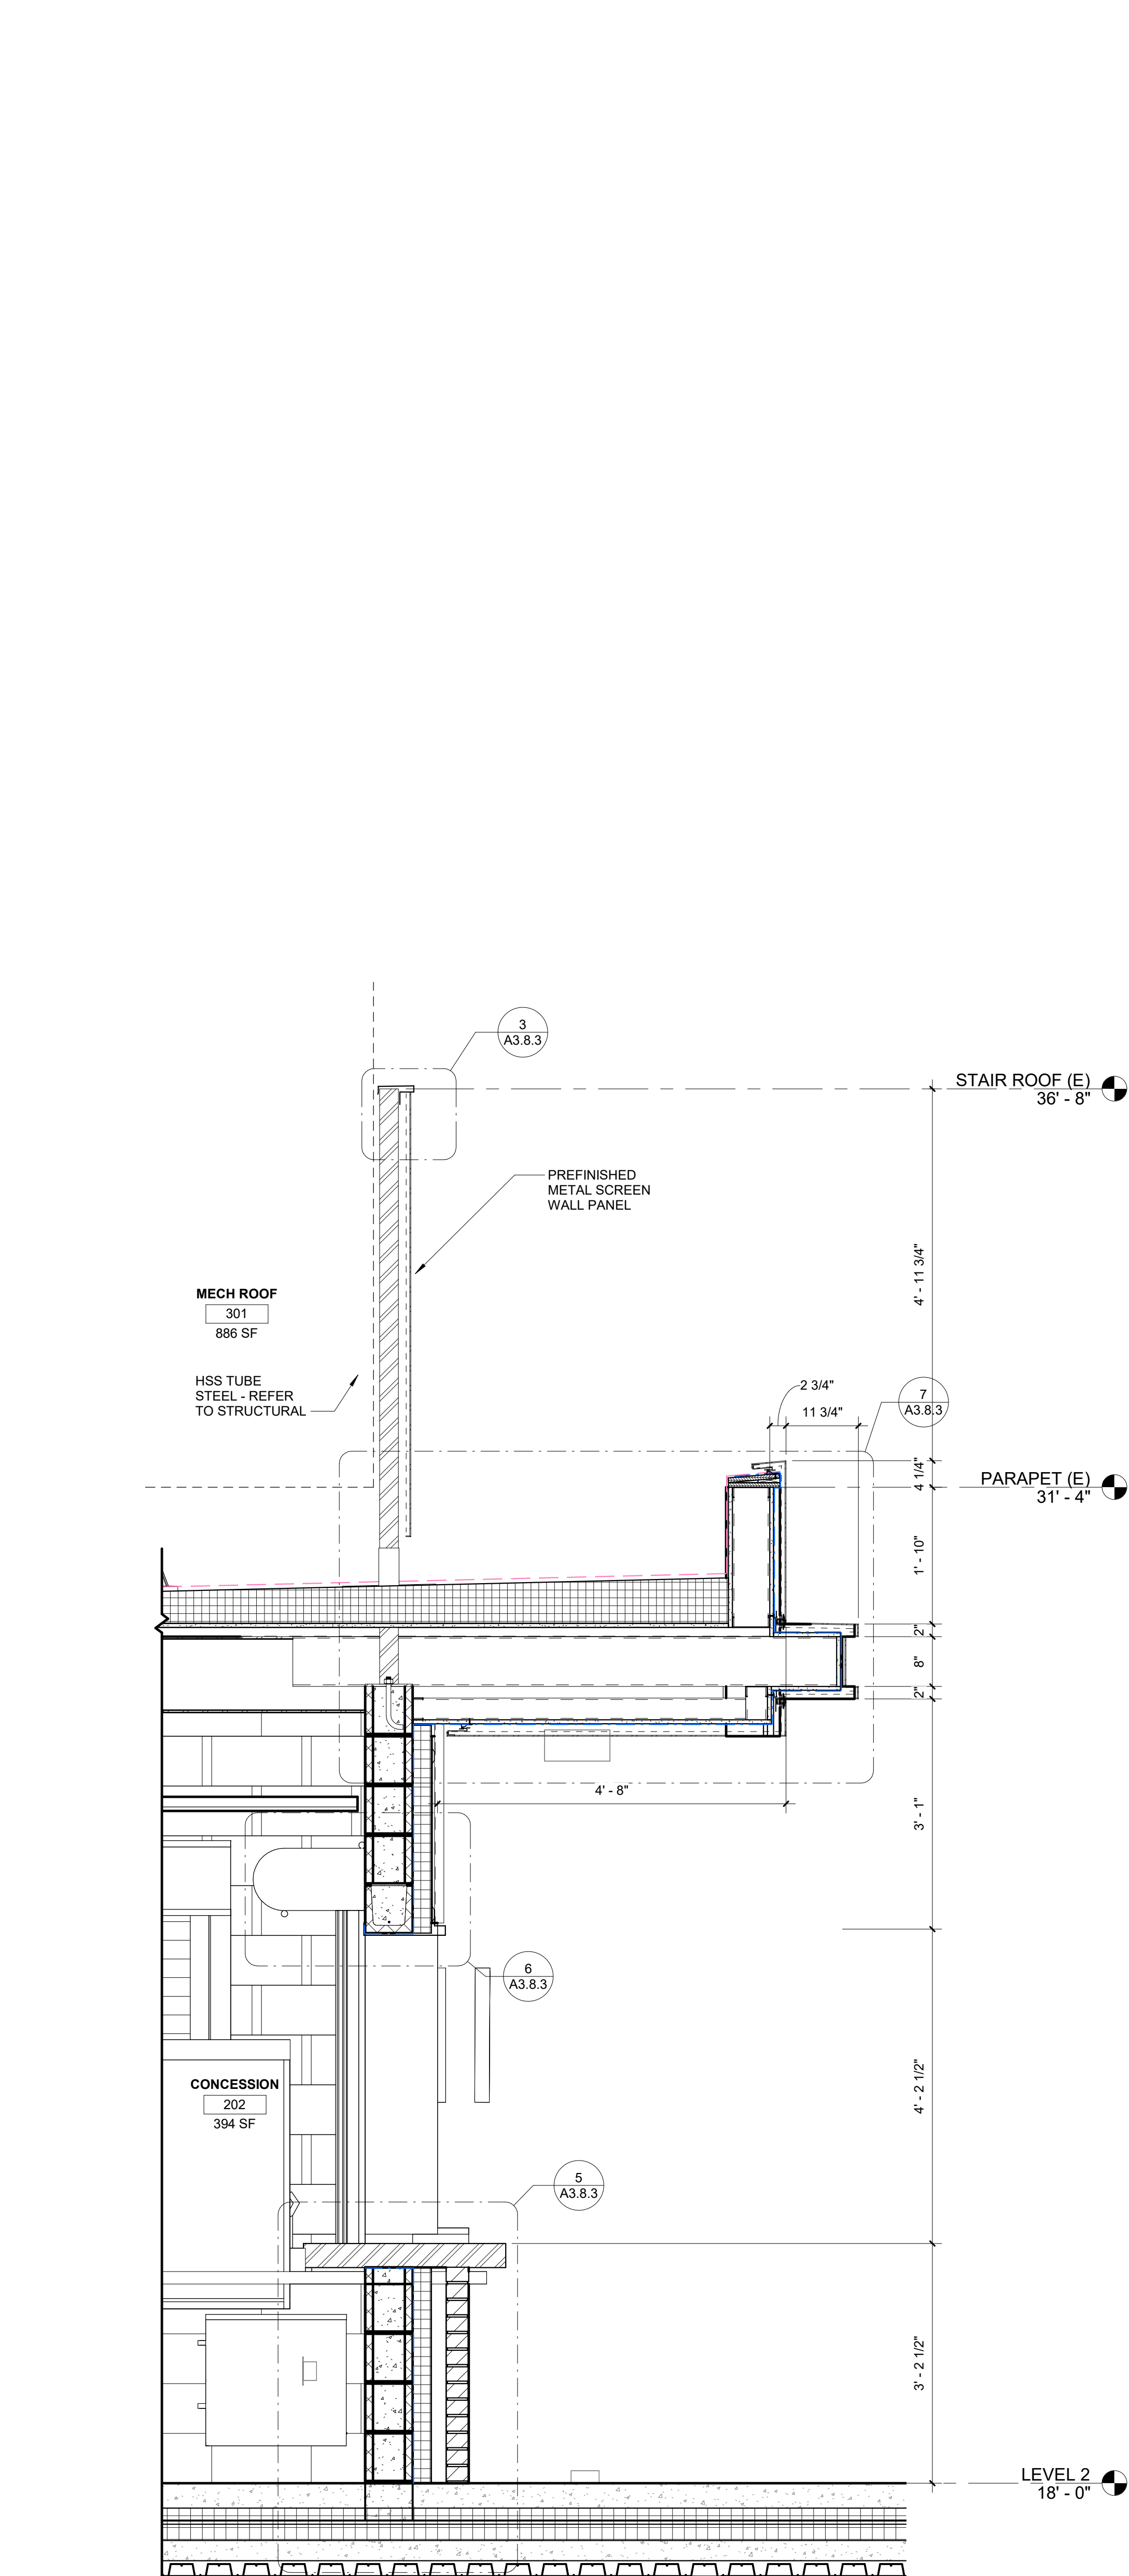 3
A3.8.3
STAIR ROOF (E)
36' - 8"
PREFINISHED
METAL SCREEN
WALL PANEL
4' - 11 3/4"
MECH ROOF
301
886 SF
HSS TUBE
STEEL - REFER
TO STRUCTURAL
2 3/4"
11 3/4"
7
A3.8.3
4 1/4"
PARAPET (E)
31' - 4"
1' - 10"
2"
8"
2"
4' - 8"
3' - 1"
6
A3.8.3
CONCESSION
202
394 SF
4' - 2 1/2"
5
A3.8.3
3' - 2 1/2"
LEVEL 2
18' - 0"